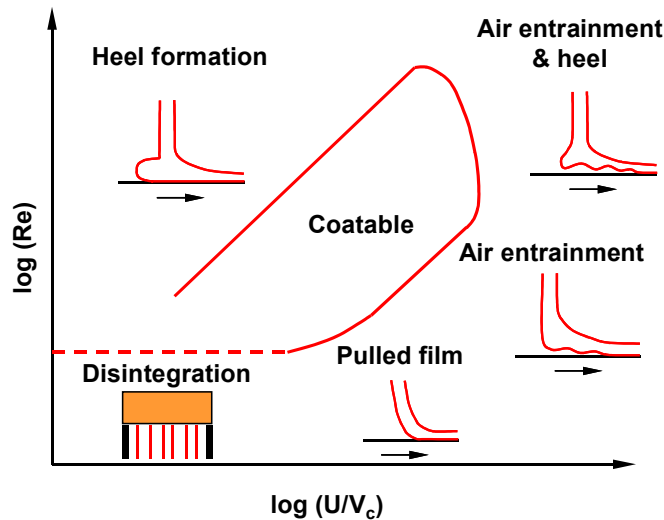 Heel formation
Air entrainment
& heel
Coatable
Air entrainment
Pulled film
Disintegration
log (Re)
log (U/Vc)